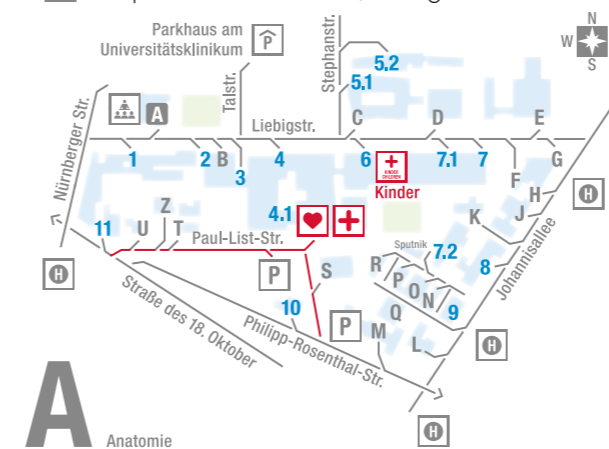 Parkhaus am
Universitätsklinikum
P
N
W
S
Stephanstr.
5.2
5.1
Talstr.
Nürnberger Str.
A
Liebigstr.
C
D
E
1
2
B
3
4
6
KINDER
CHILDREN
Kinder
7.1
7
F
G
H
J
K
H
4.1
Z
11
U
T
Paul-List-Str.
Sputnik
7.2
8
Johannisallee
H
P
S
R
P
O
N
9
Straße des 18. Oktober
10
Philipp-Rosenthal-Str.
P
Q
M
L
H
H
A
Anatomie